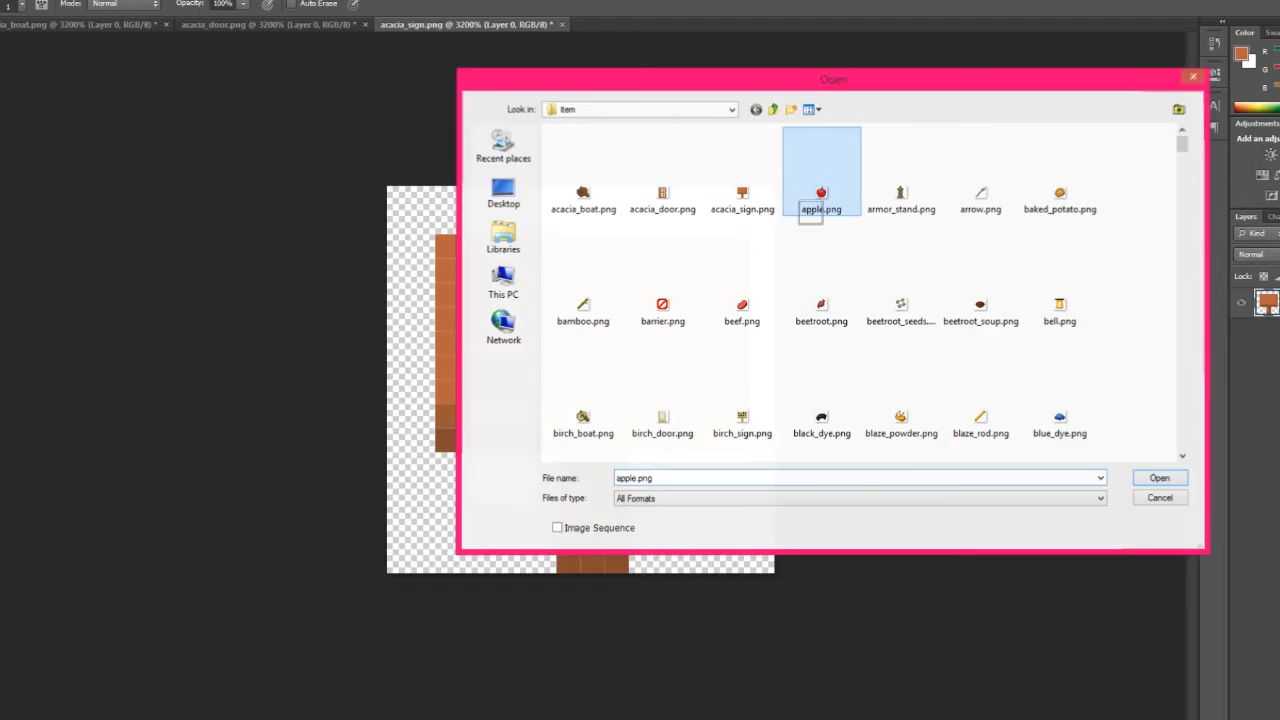 1 Mode: Normal Opacity: 100% Auto Erase
ia_boat.png @ 3200% (Layer 0, RGB/8) * × acacia_door.png @ 3200% (Layer 0, RGB/8) * × acacia_sign.png @ 3200% (Layer 0, RGB/8) * ×
Color Swa
R
G
B
Open
Look in: item
Recent places
Desktop
Libraries
This PC
Network
acacia_boat.png acacia_door.png acacia_sign.png apple.png armor_stand.png arrow.png baked_potato.png
bamboo.png barrier.png beef.png beetroot.png beetroot_seeds.... beetroot_soup.png bell.png
birch_boat.png birch_door.png birch_sign.png black_dye.png blaze_powder.png blaze_rod.png blue_dye.png
File name: apple.png Open
Files of type: All Formats Cancel
Image Sequence
Adjustments
Add an adju
Layers
Kind
Normal
Lock: